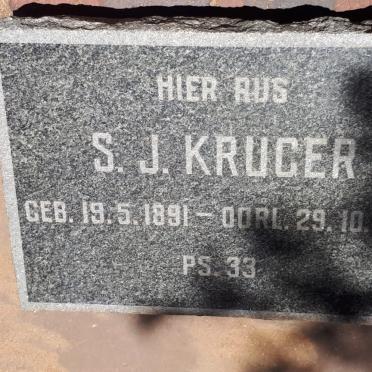 HIER RUS
S. J. KRUGER
GEB. 19.5.1891 – OORL. 29.10.
PS. 33